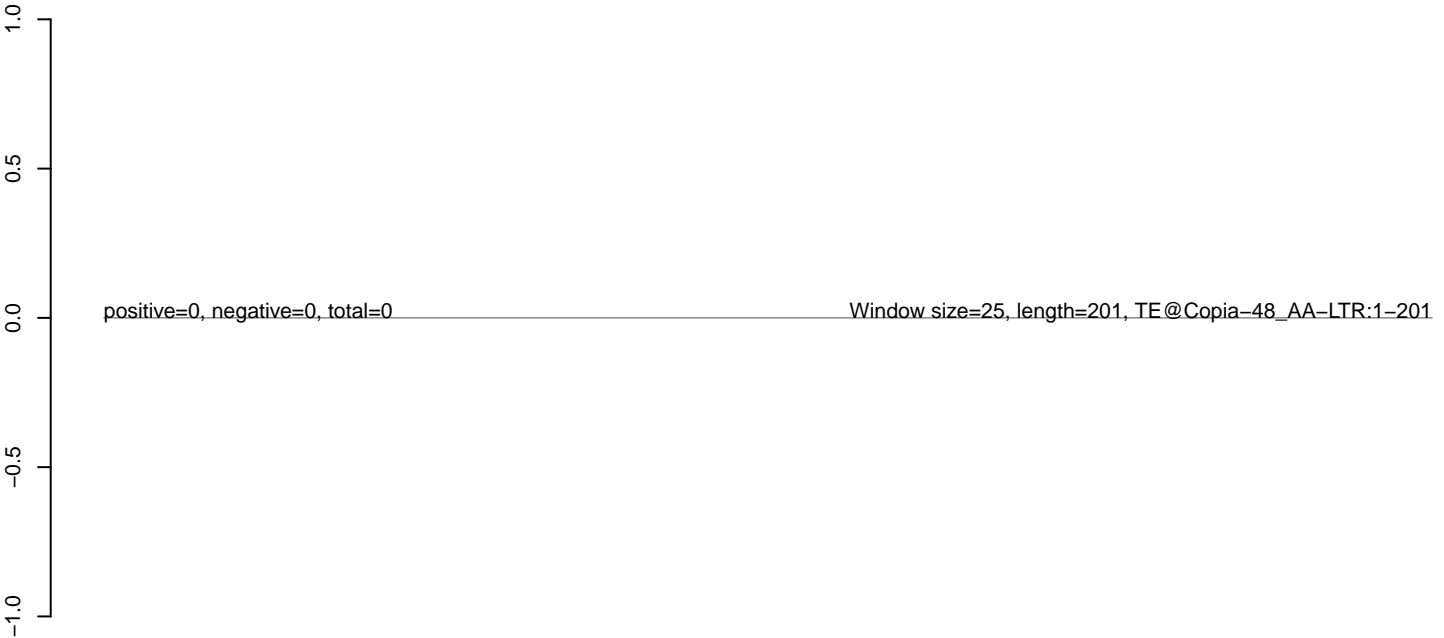 1.0
0.5
0.0
−0.5
−1.0
positive=0, negative=0, total=0
Window size=25, length=201, TE@Copia−48_AA−LTR:1−201